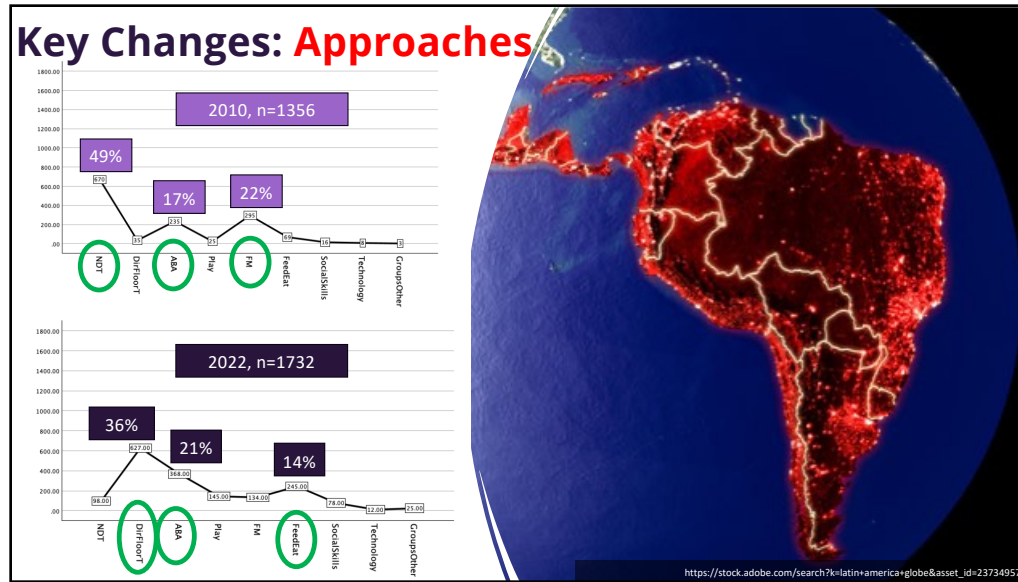 Key Changes: Approaches
1800.00
1600.00
1400.00
1200.00
1000.00
800.00
600.00
400.00
200.00
.00
2010, n=1356
49%
17%
22%
670
35
235
25
295
69
16
8
3
NDT
DirFloorT
ABA
Play
FM
FeedEat
SocialSkills
Technology
GroupsOther
1800.00
1600.00
1400.00
1200.00
1000.00
800.00
600.00
400.00
200.00
.00
2022, n=1732
36%
21%
14%
98.00
627.00
368.00
145.00
134.00
245.00
78.00
12.00
25.00
NDT
DirFloorT
ABA
Play
FM
FeedEat
SocialSkills
Technology
GroupsOther
https://stock.adobe.com/search?k=latin+america+globe&asset_id=23734957